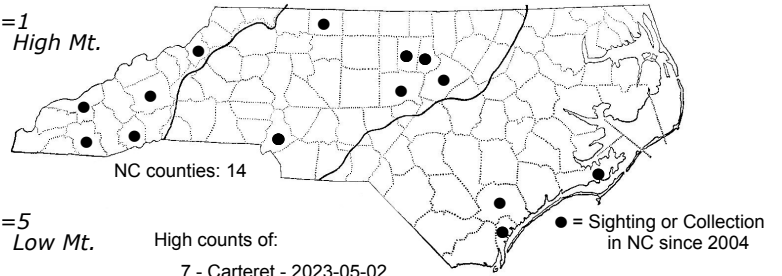 =1
High Mt.
NC counties: 14
● = Sighting or Collection
in NC since 2004
=5
Low Mt.
High counts of:
7 - Carteret - 2023-05-02